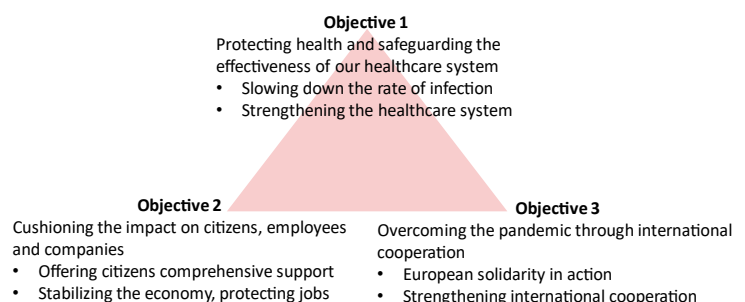 Objective 1
Protecting health and safeguarding the
effectiveness of our healthcare system
• Slowing down the rate of infection
• Strengthening the healthcare system
Objective 2
Cushioning the impact on citizens, employees
and companies
• Offering citizens comprehensive support
• Stabilizing the economy, protecting jobs
Objective 3
Overcoming the pandemic through international
cooperation
• European solidarity in action
• Strengthening international cooperation